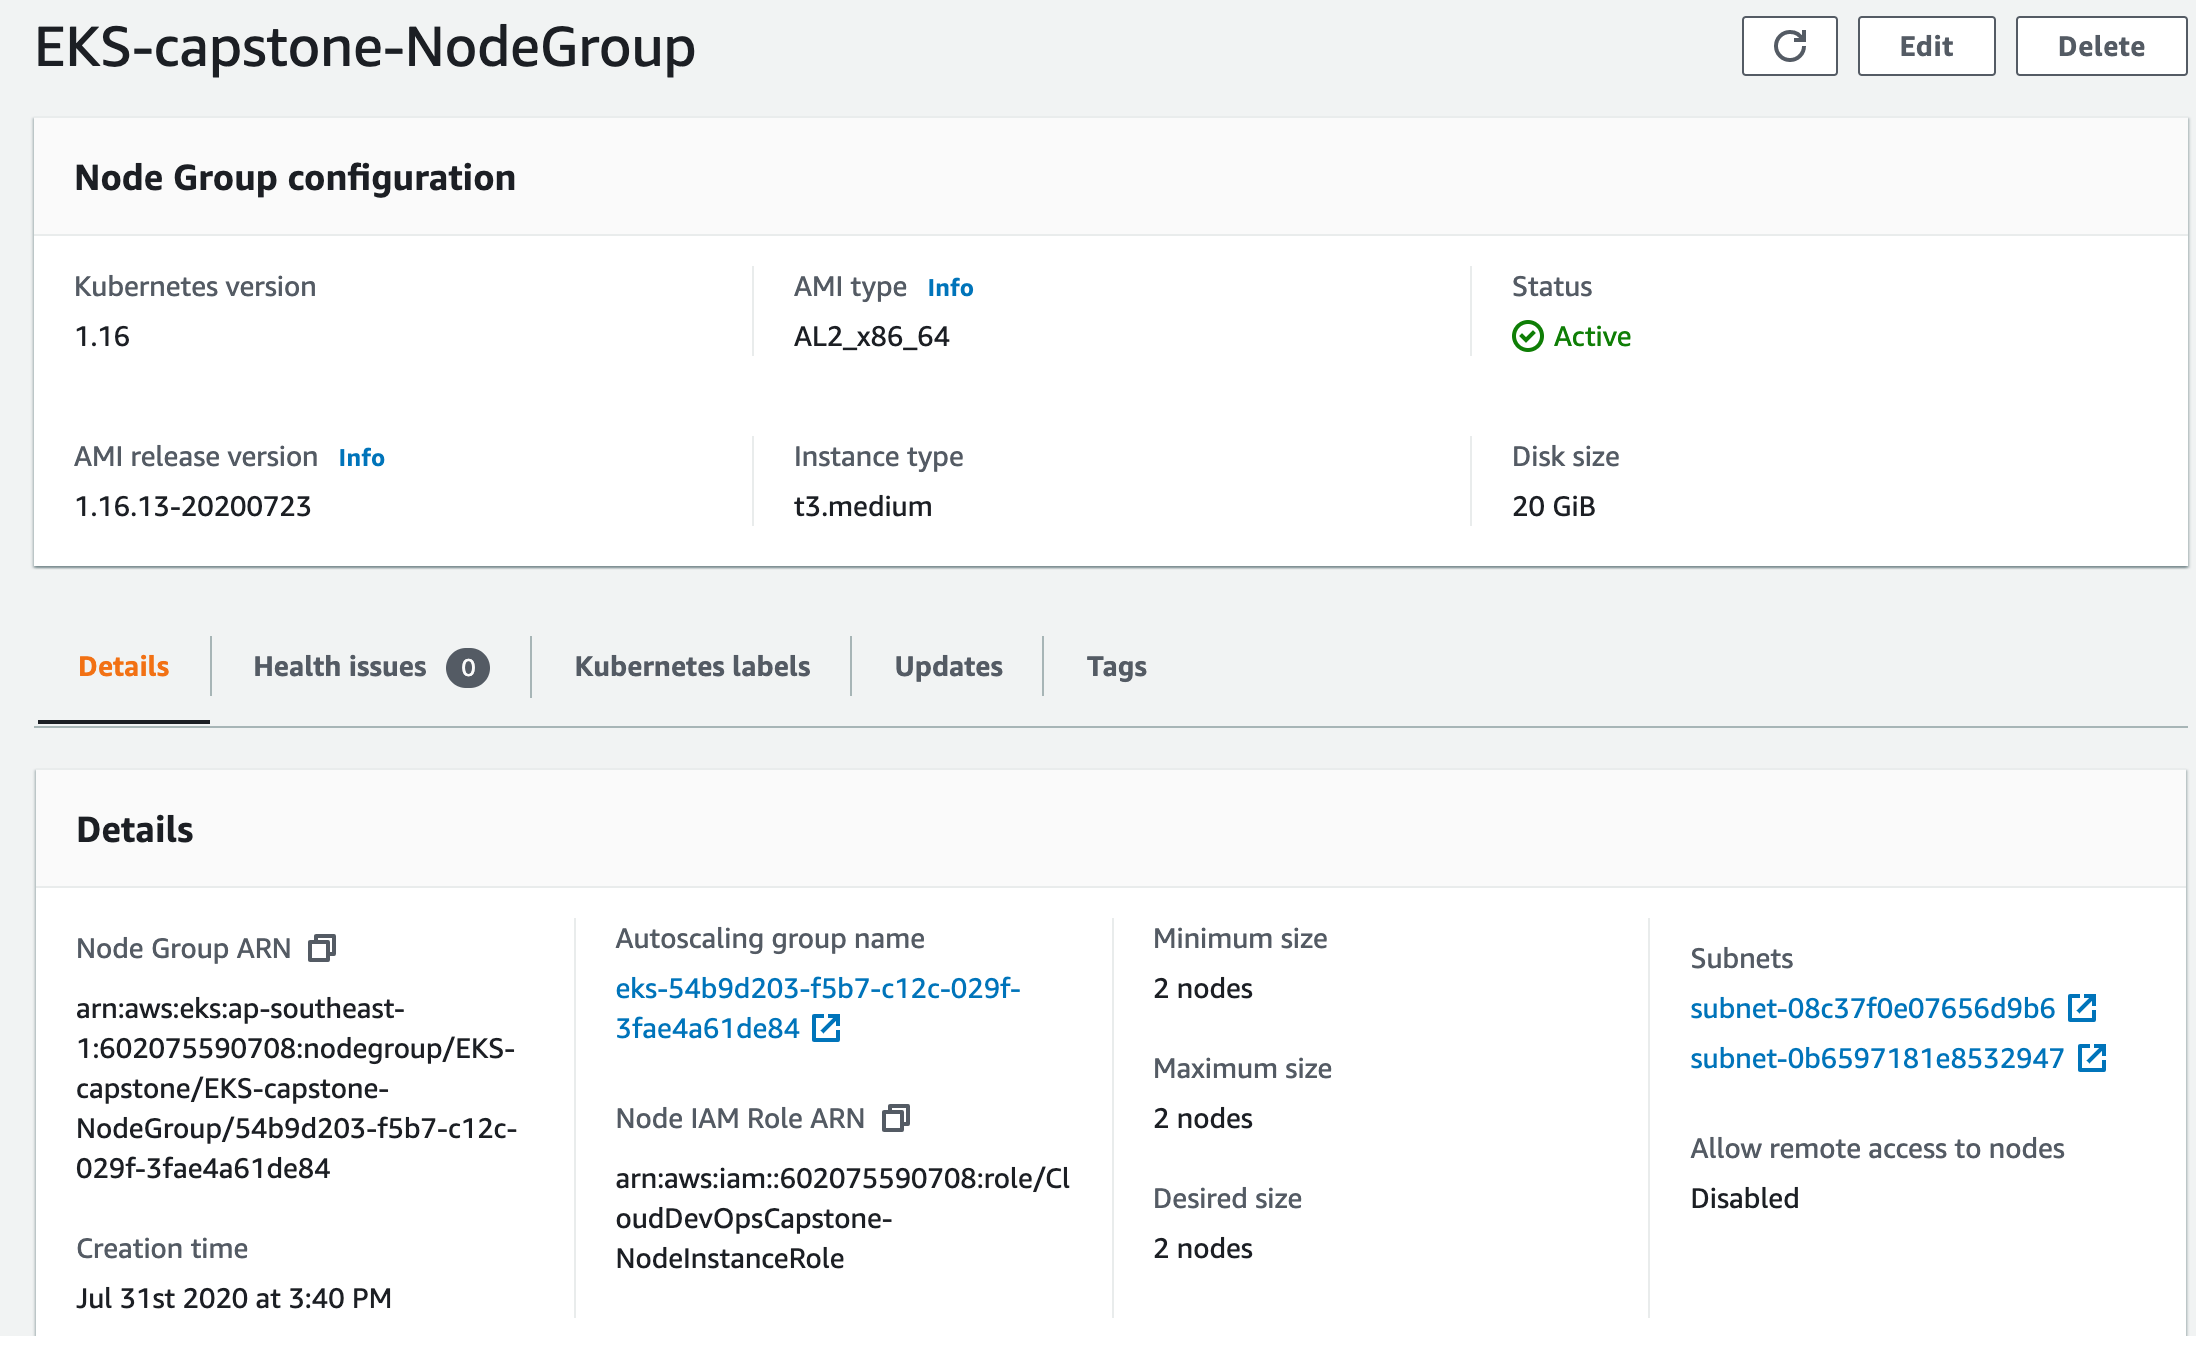 EKS-capstone-NodeGroup
Edit
Delete
Node Group configuration
Kubernetes version
1.16
AMI type Info
AL2_x86_64
Status
Active
AMI release version Info
1.16.13-20200723
Instance type
t3.medium
Disk size
20 GiB
Details
Health issues 0
Kubernetes labels
Updates
Tags
Details
Node Group ARN
arn:aws:eks:ap-southeast-
1:602075590708:nodegroup/EKS-
capstone/EKS-capstone-
NodeGroup/54b9d203-f5b7-c12c-
029f-3fae4a61de84
Creation time
Jul 31st 2020 at 3:40 PM
Autoscaling group name
eks-54b9d203-f5b7-c12c-029f-
3fae4a61de84
Node IAM Role ARN
arn:aws:iam::602075590708:role/Cl
oudDevOpsCapstone-
NodeInstanceRole
Minimum size
2 nodes
Maximum size
2 nodes
Desired size
2 nodes
Subnets
subnet-08c37f0e07656d9b6
subnet-0b6597181e8532947
Allow remote access to nodes
Disabled